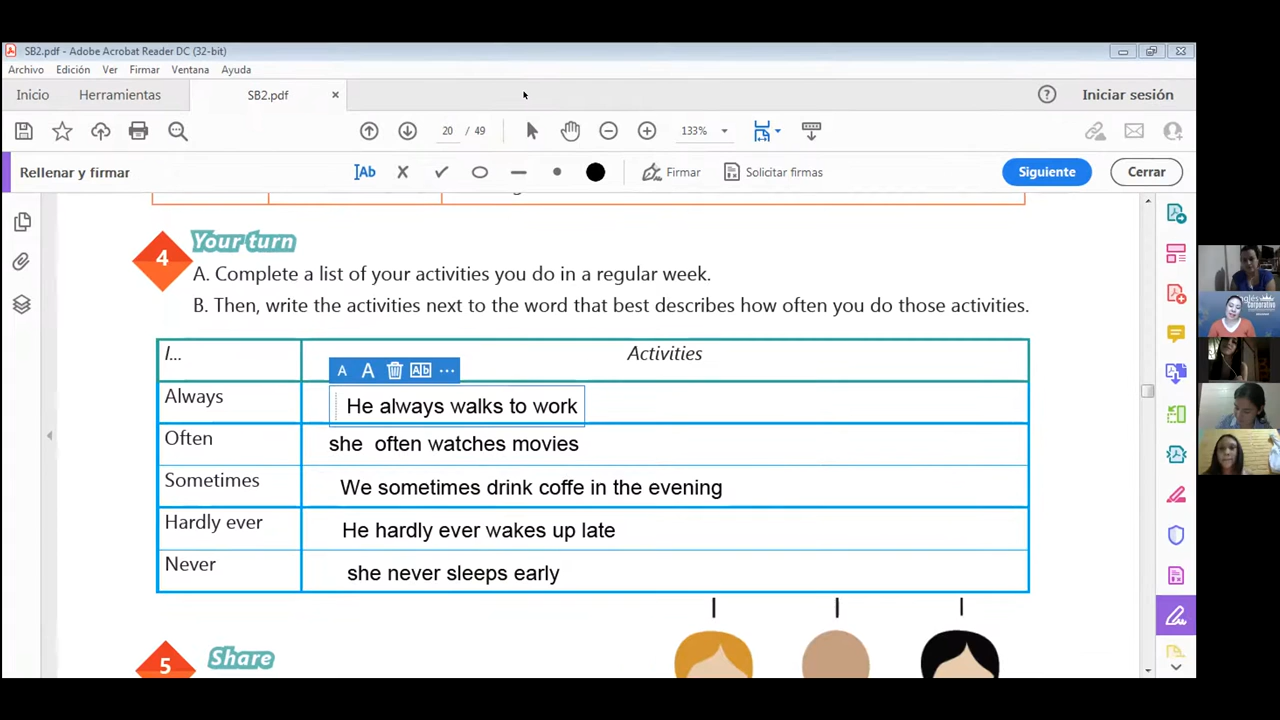 SB2.pdf - Adobe Acrobat Reader DC (32-bit)
Archivo Edición Ver Firmar Ventana Ayuda
Inicio Herramientas SB2.pdf × Iniciar sesión
20 / 49 133%
Rellenar y firmar Firmar Solicitar firmas Siguiente Cerrar
4 Your turn
A. Complete a list of your activities you do in a regular week.
B. Then, write the activities next to the word that best describes how often you do those activities.
I... Activities
Always He always walks to work
Often she often watches movies
Sometimes We sometimes drink coffe in the evening
Hardly ever He hardly ever wakes up late
Never she never sleeps early
5 Share
Corporativo